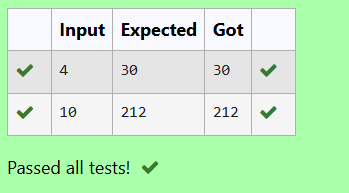 Input Expected Got
4 30 30
10 212 212
Passed all tests!